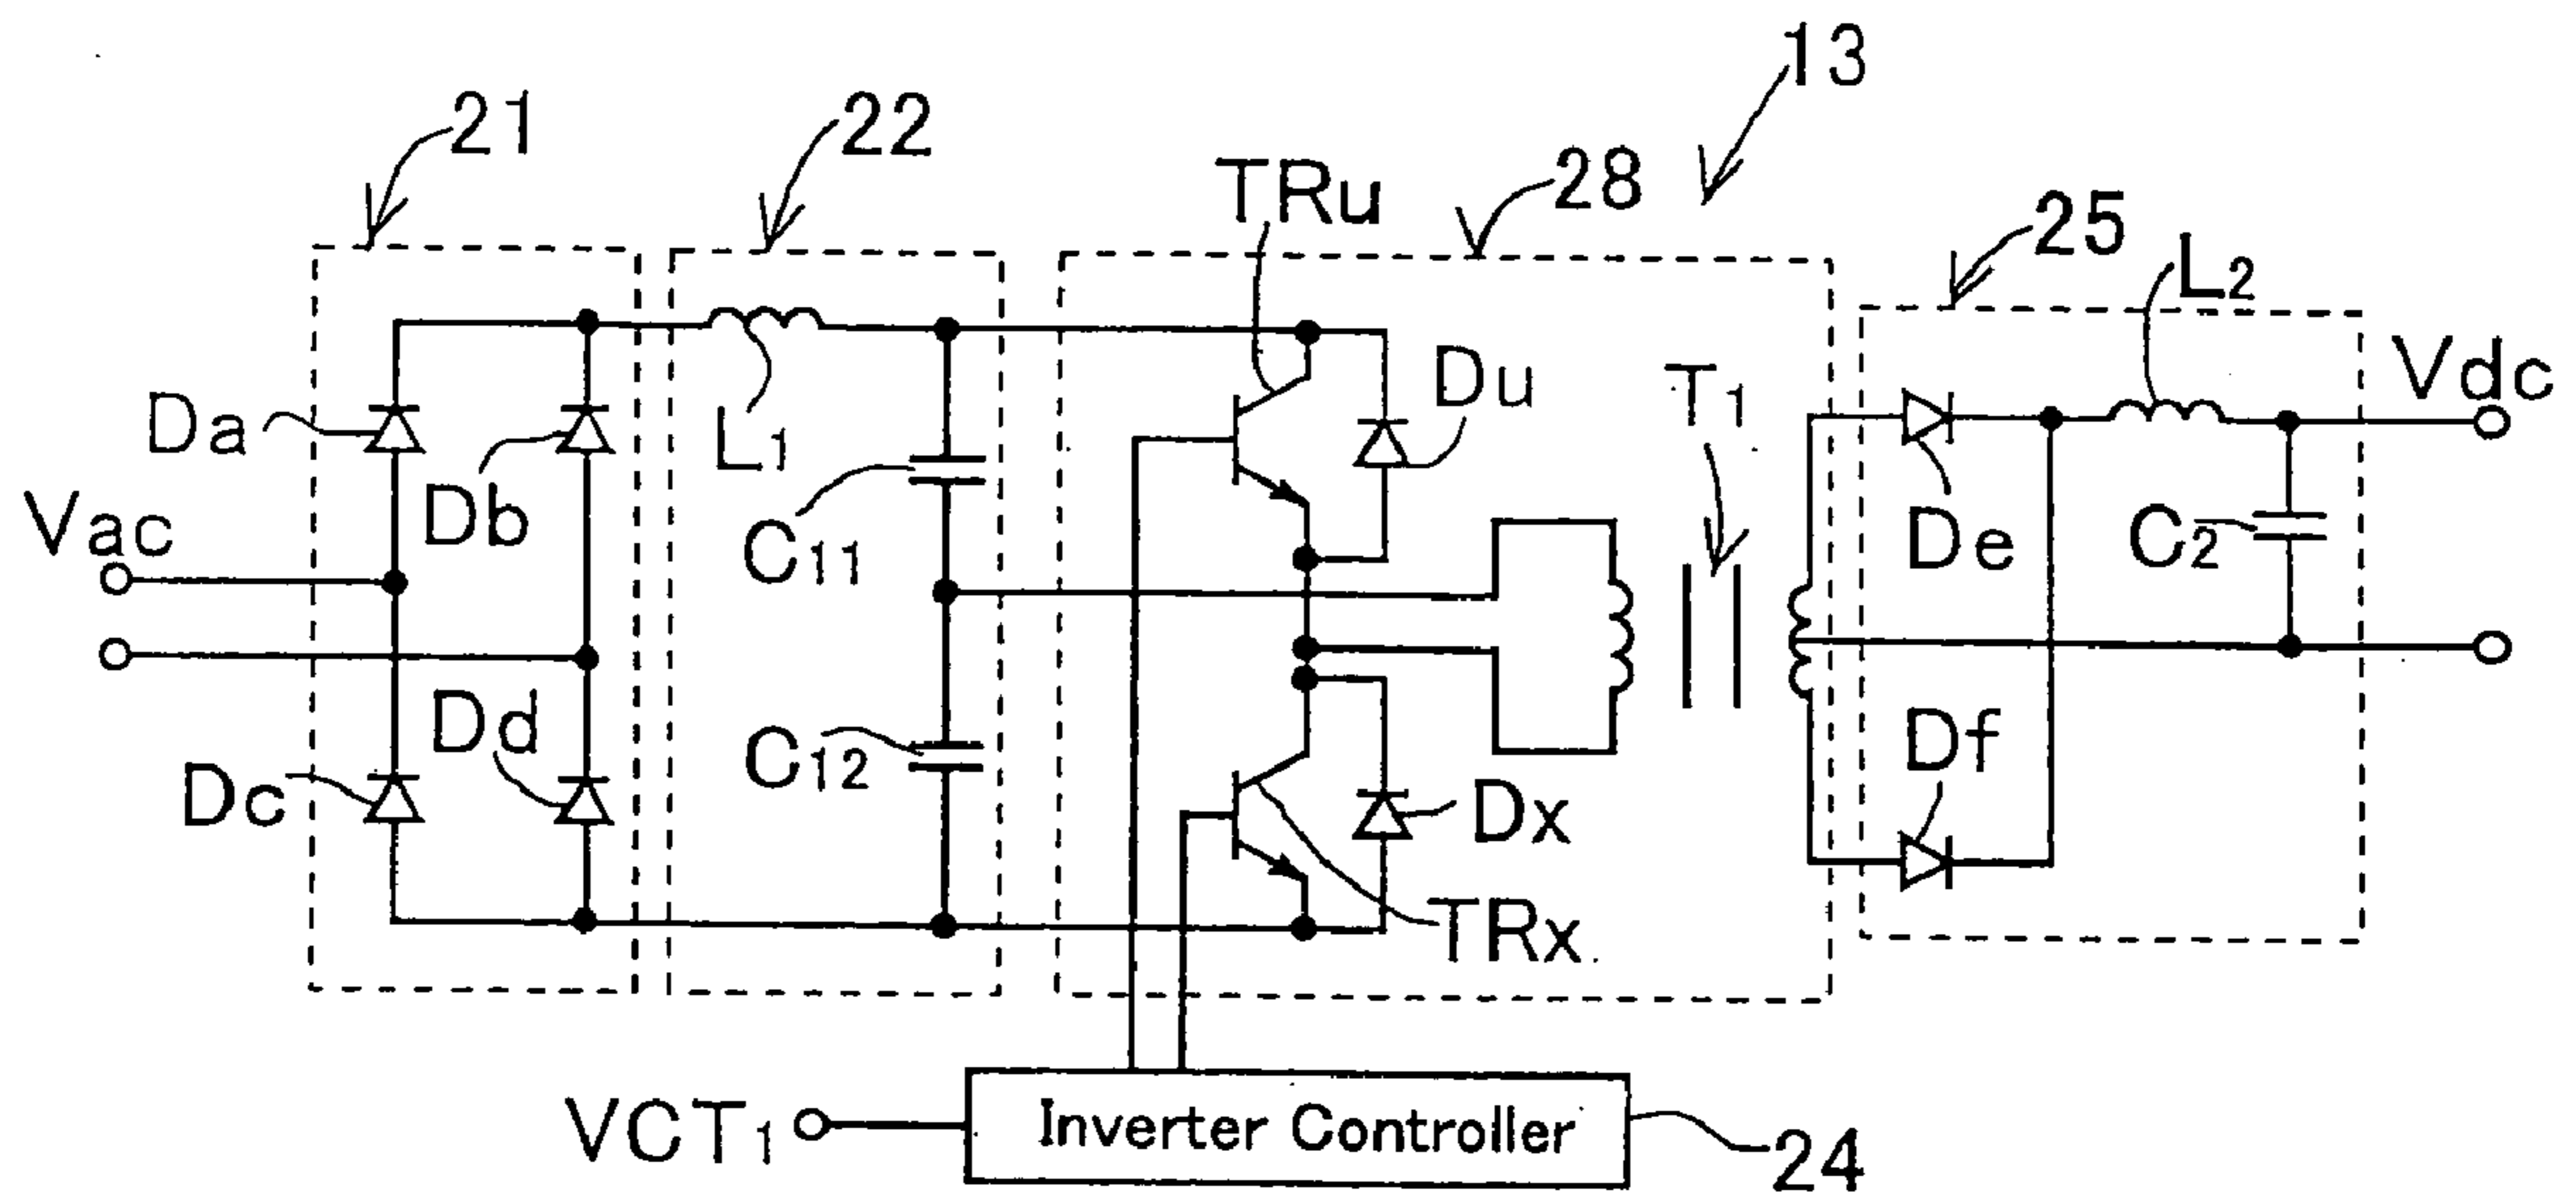 13
21
22
TRu
28
25
L2
Da
Db
L1
Du
T1
Vdc
Vac
C11
De
C2
Dc
Dd
C12
Dx
Df
TRx
VCT1
Inverter Controller
24